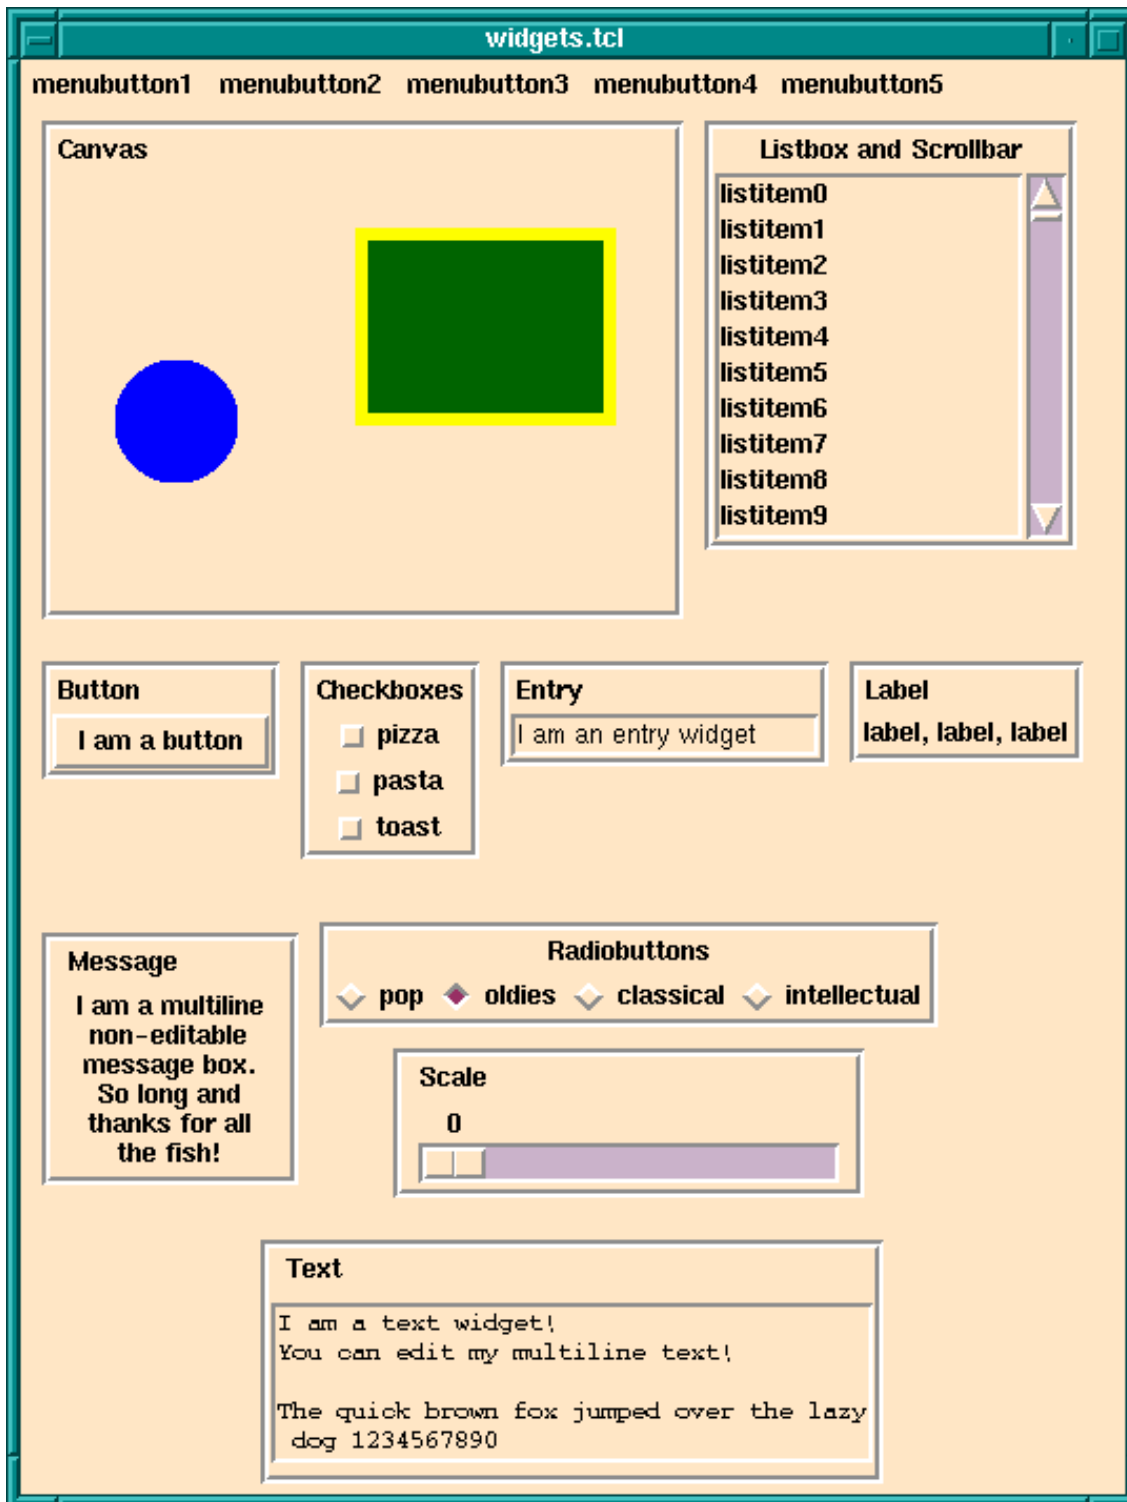 widgets.tcl
menubutton1 menubutton2 menubutton3 menubutton4 menubutton5
Canvas
Listbox and Scrollbar
listitem0
listitem1
listitem2
listitem3
listitem4
listitem5
listitem6
listitem7
listitem8
listitem9
Button
I am a button
Checkboxes
pizza
pasta
toast
Entry
I am an entry widget
Label
label, label, label
Message
I am a multiline
non-editable
message box.
So long and
thanks for all
the fish!
Radiobuttons
pop oldies classical intellectual
Scale
0
Text
I am a text widget!
You can edit my multiline text!
The quick brown fox jumped over the lazy
dog 1234567890